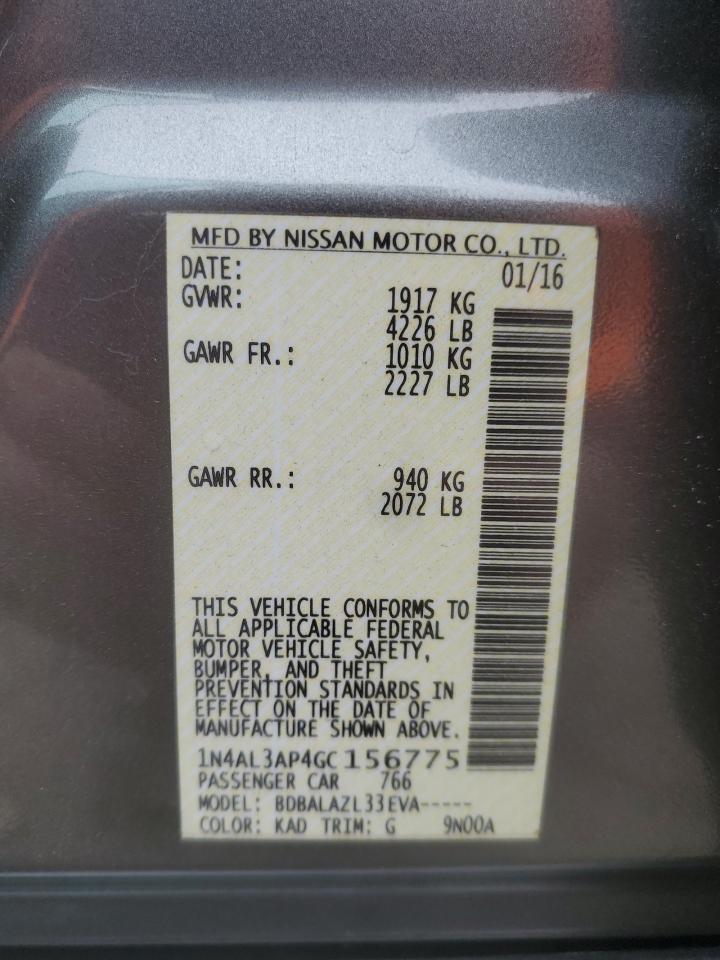 MFD BY NISSAN MOTOR CO., LTD.
DATE: 01/16
GVWR: 1917 KG
4226 LB
GAWR FR.: 1010 KG
2227 LB
GAWR RR.: 940 KG
2072 LB
THIS VEHICLE CONFORMS TO
ALL APPLICABLE FEDERAL
MOTOR VEHICLE SAFETY,
BUMPER, AND THEFT
PREVENTION STANDARDS IN
EFFECT ON THE DATE OF
MANUFACTURE SHOWN ABOVE.
1N4AL3AP4GC156775
PASSENGER CAR 766
MODEL: BDBALAZL33EVA-----
COLOR: KAD TRIM: G 9N00A